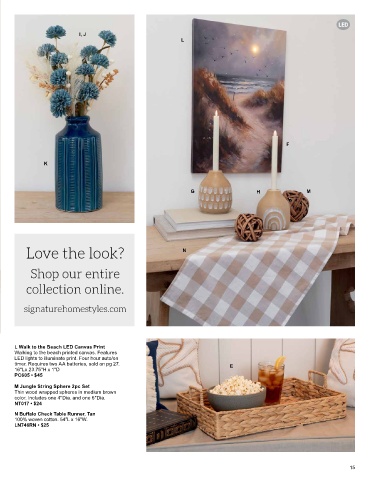 I, J
LED
L
F
K
G
H
M
N
Love the look?
Shop our entire
collection online.
signaturehomestyles.com
L Walk to the Beach LED Canvas Print
Walking to the beach printed canvas. Features
LED lights to illuminate print. Four hour auto/on
timer. Requires two AA batteries, sold on pg 27.
16"Lx 23.75"H x 1"D
PC605 • $45
M Jungle String Sphere 2pc Set
Thin wood wrapped spheres in medium brown
color. Includes one 4"Dia. and one 5"Dia.
NT017 • $24
N Buffalo Check Table Runner, Tan
100% woven cotton. 54"L x 16"W.
LNT46RN • $25
E
15